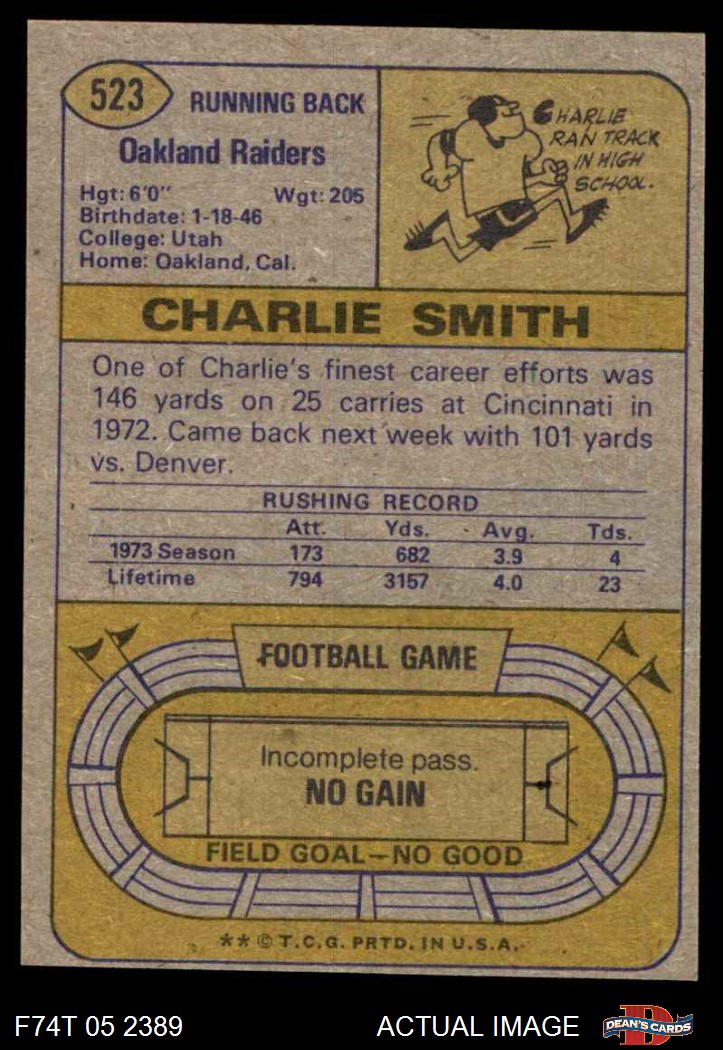 523
RUNNING BACK
Oakland Raiders
Hgt: 6'0" Wgt: 205
Birthdate: 1-18-46
College: Utah
Home: Oakland, Cal.
CHARLIE
RAN TRACK
IN HIGH
SCHOOL.
CHARLIE SMITH
One of Charlie's finest career efforts was
146 yards on 25 carries at Cincinnati in
1972. Came back next week with 101 yards
vs. Denver.
RUSHING RECORD
Att. Yds. Avg. Tds.
1973 Season 173 682 3.9 4
Lifetime 794 3157 4.0 23
FOOTBALL GAME
Incomplete pass.
NO GAIN
FIELD GOAL—NO GOOD
** © T.C.G. PRTD. IN U.S.A.
F74T 05 2389 ACTUAL IMAGE
D
DEAN'S CARDS